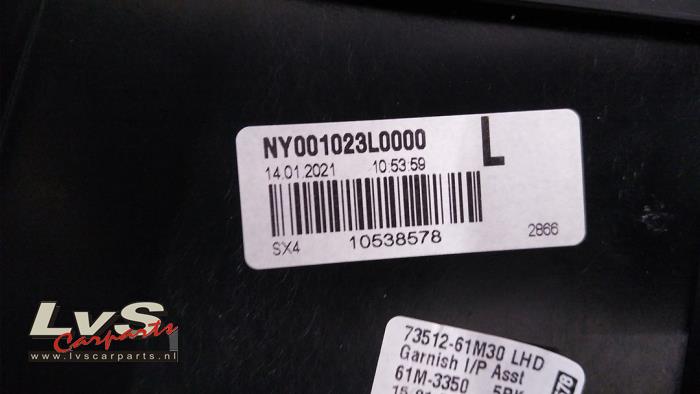 NY001023L0000
L
14.01.2021 10:53:59
SX4 10538578 2866
LvS
Carparts
www.lvscarparts.nl
73512-61M30 LHD
Garnish I/P Asst
61M-3350